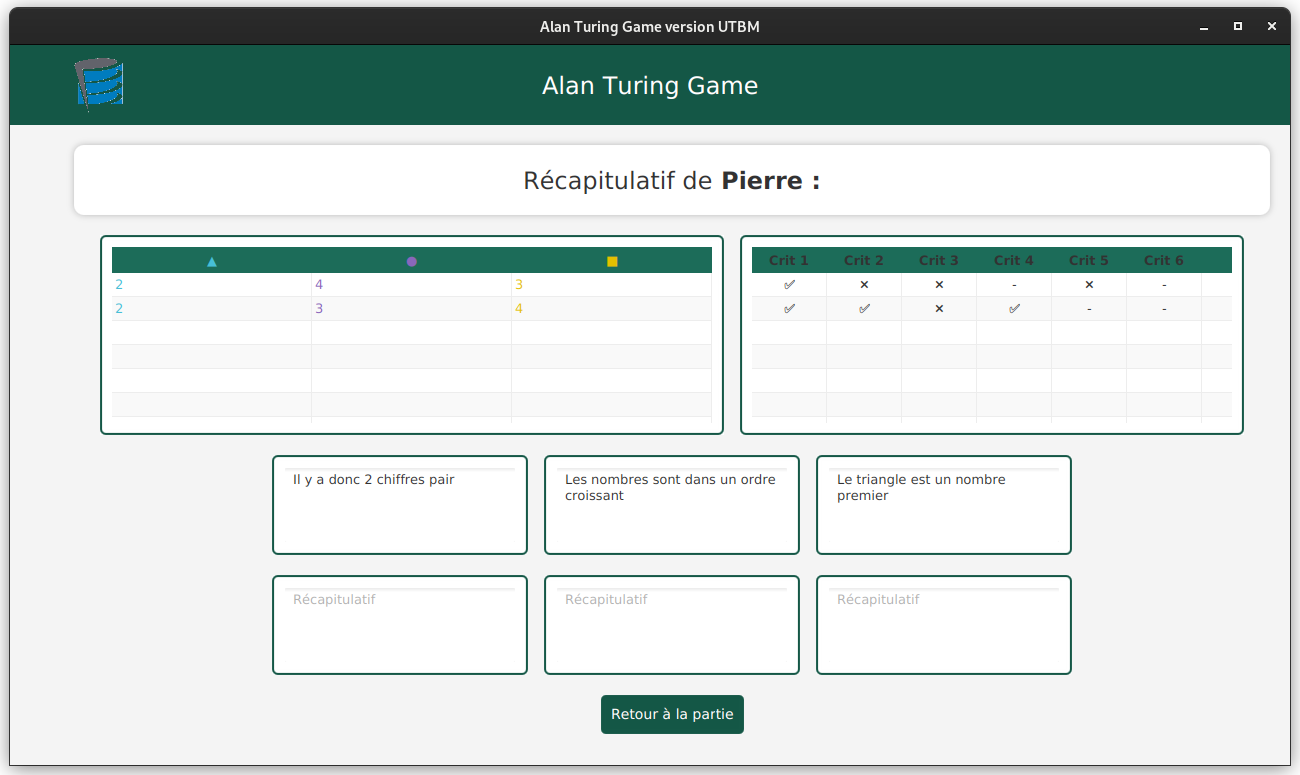 Alan Turing Game version UTBM
Alan Turing Game
Récapitulatif de Pierre :
▲ ● ■
Crit 1 Crit 2 Crit 3 Crit 4 Crit 5 Crit 6
2 4 3
✓ × × - × -
2 3 4
✓ ✓ × ✓ - -
Il y a donc 2 chiffres pair
Les nombres sont dans un ordre
croissant
Le triangle est un nombre
premier
Récapitulatif
Récapitulatif
Récapitulatif
Retour à la partie